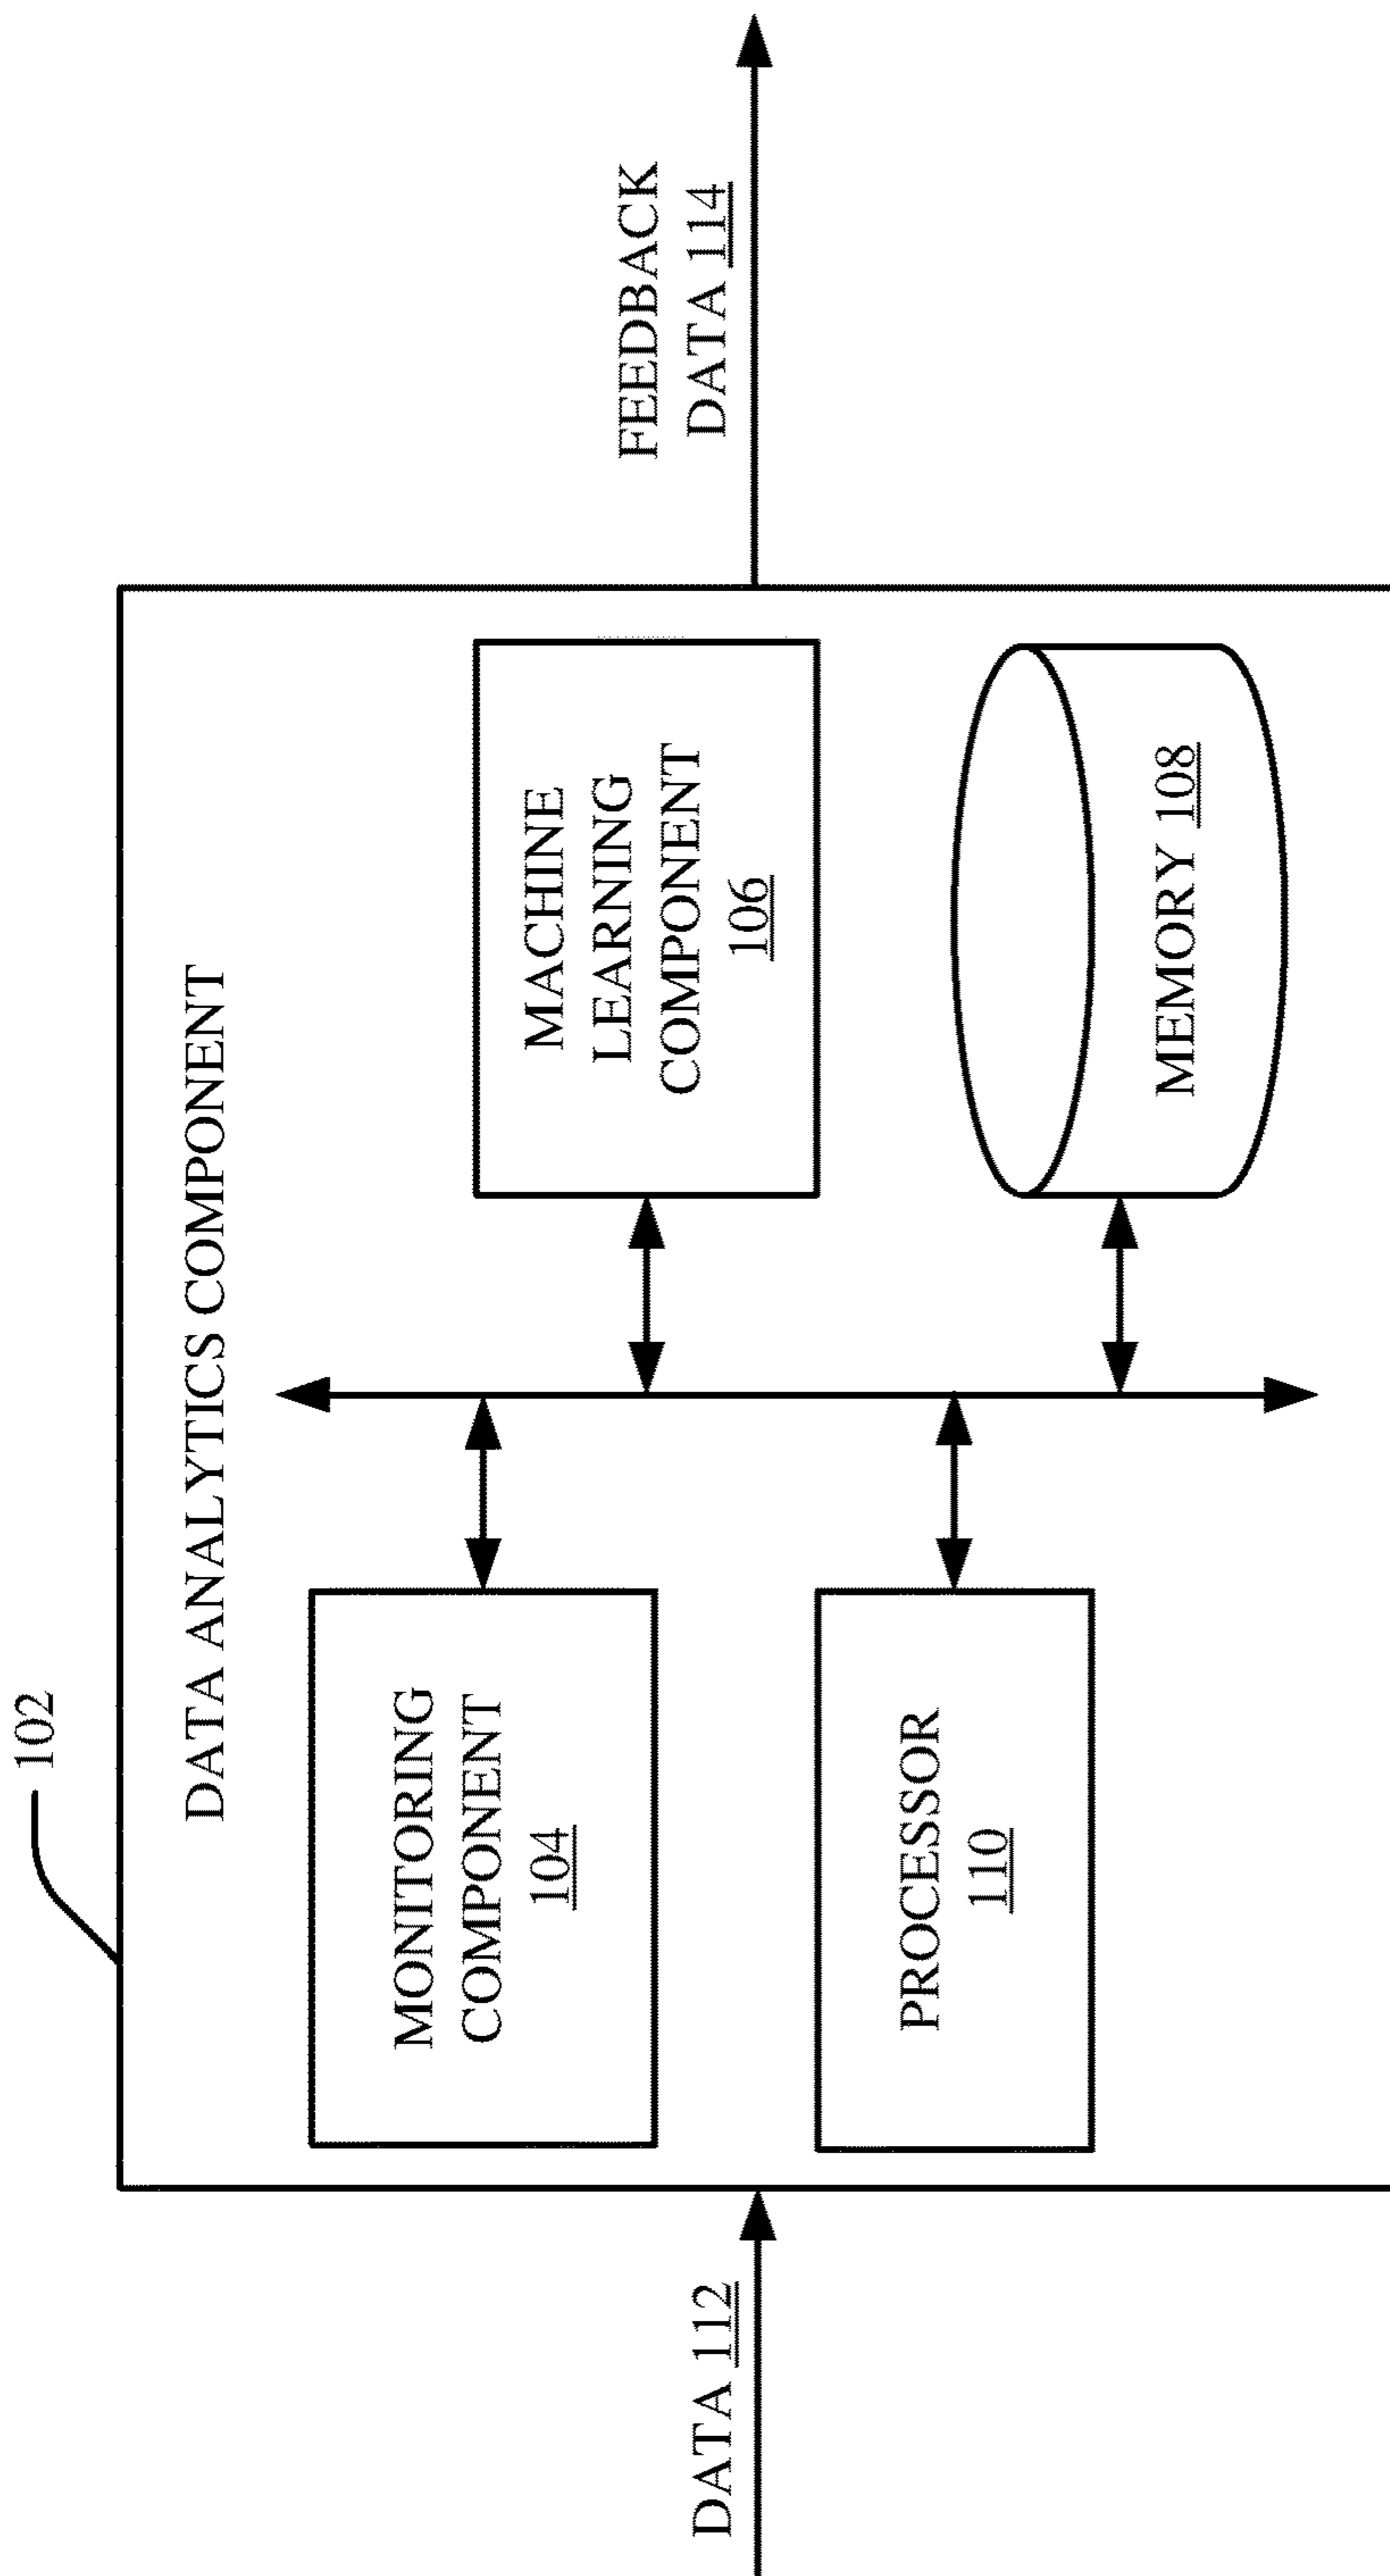 102
DATA ANALYTICS COMPONENT
MONITORING
COMPONENT
104
MACHINE
LEARNING
COMPONENT
106
PROCESSOR
110
MEMORY 108
DATA 112
FEEDBACK
DATA 114